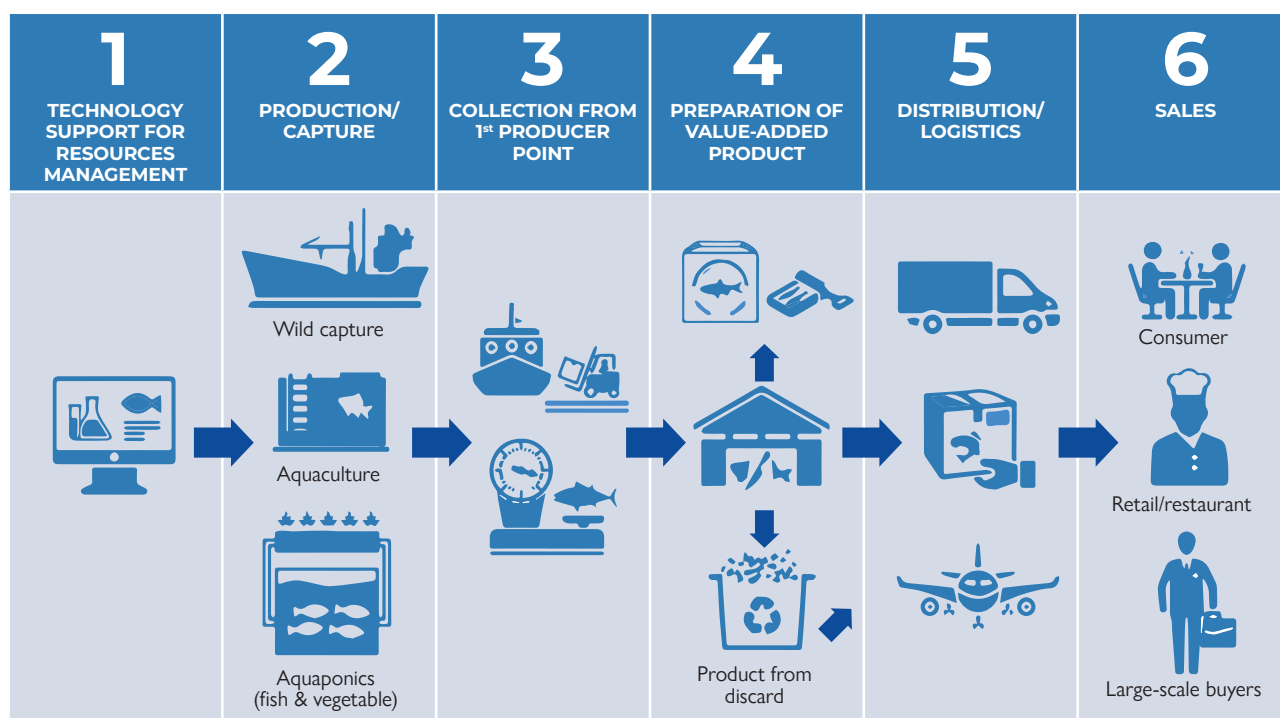 1
TECHNOLOGY
SUPPORT FOR
RESOURCES
MANAGEMENT
2
PRODUCTION/
CAPTURE
3
COLLECTION FROM
1st PRODUCER
POINT
4
PREPARATION OF
VALUE-ADDED
PRODUCT
5
DISTRIBUTION/
LOGISTICS
6
SALES
Wild capture
Aquaculture
Aquaponics
(fish & vegetable)
Product from
discard
Consumer
Retail/restaurant
Large-scale buyers